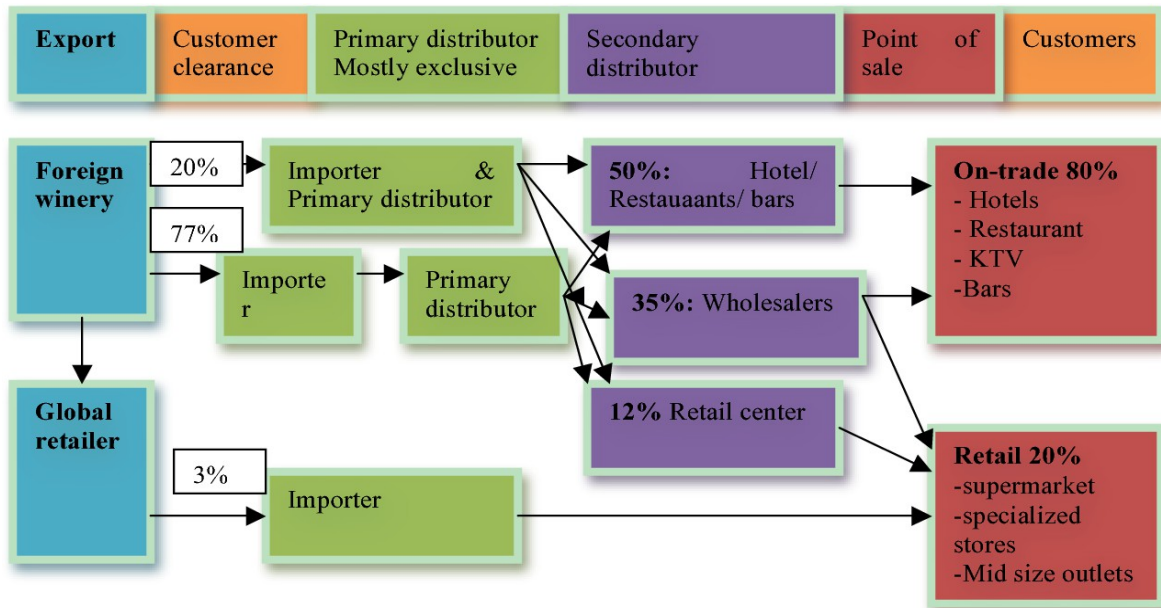 Export
Customer
clearance
Primary distributor
Mostly exclusive
Secondary
distributor
Point of
sale
Customers
Foreign
winery
20%
77%
Importer &
Primary distributor
50%: Hotel/
Restauaants/ bars
On-trade 80%
- Hotels
- Restaurant
- KTV
-Bars
Importe
r
Primary
distributor
35%: Wholesalers
Global
retailer
3%
Importer
12% Retail center
Retail 20%
-supermarket
-specialized
stores
-Mid size outlets